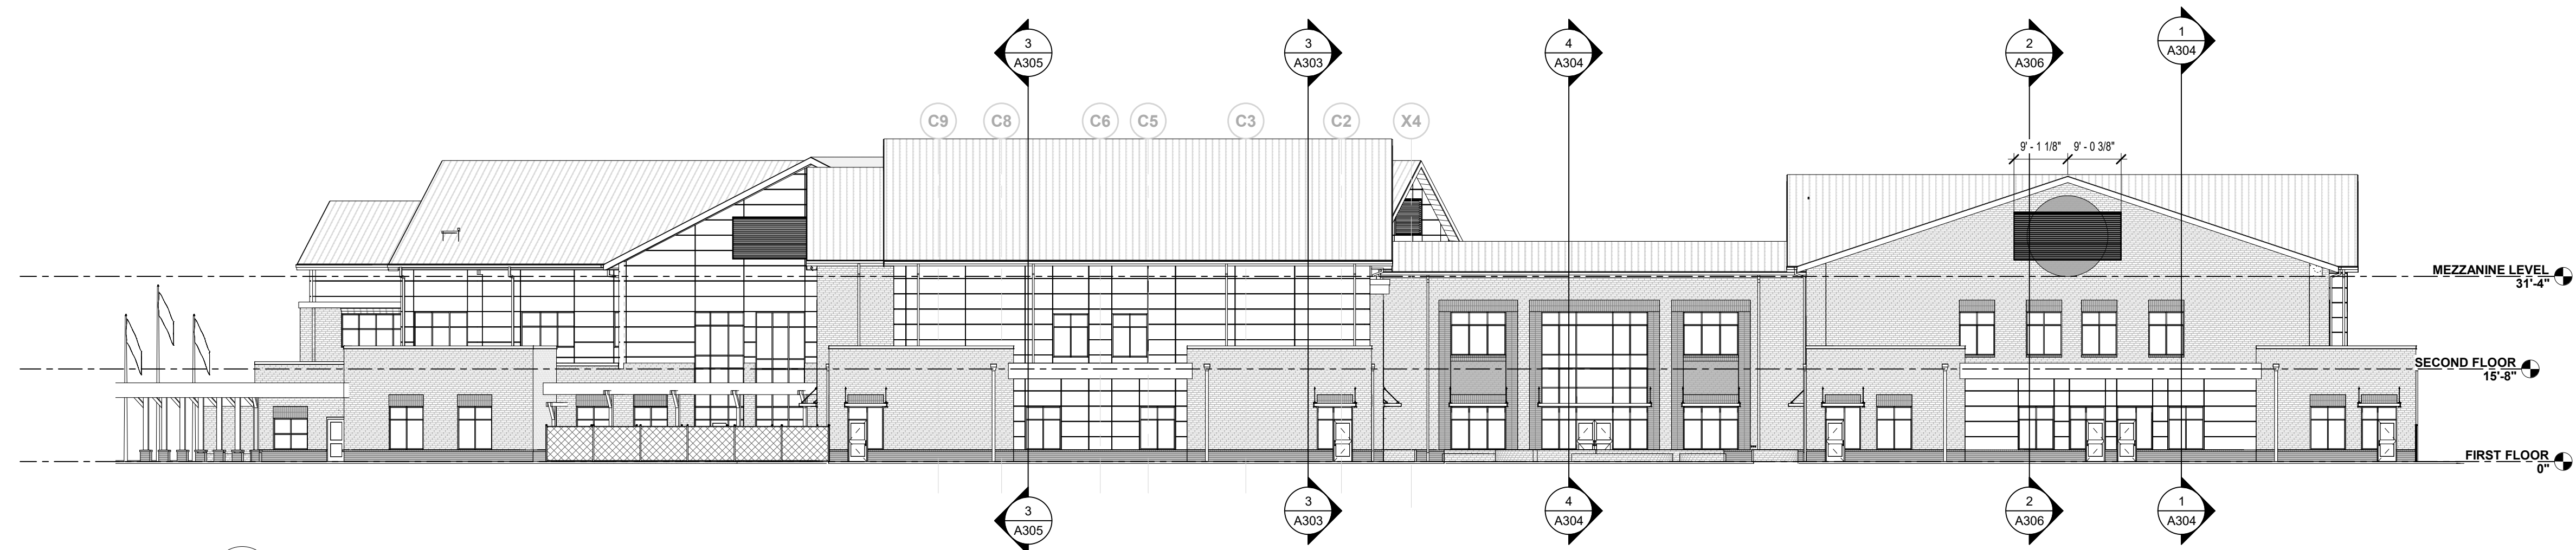 3
A305
3
A303
4
A304
2
A306
1
A304
C9
C8
C6
C5
C3
C2
X4
9' - 1 1/8"
9' - 0 3/8"
MEZZANINE LEVEL
31'-4"
SECOND FLOOR
15'-8"
FIRST FLOOR
0"
3
A305
3
A303
4
A304
2
A306
1
A304